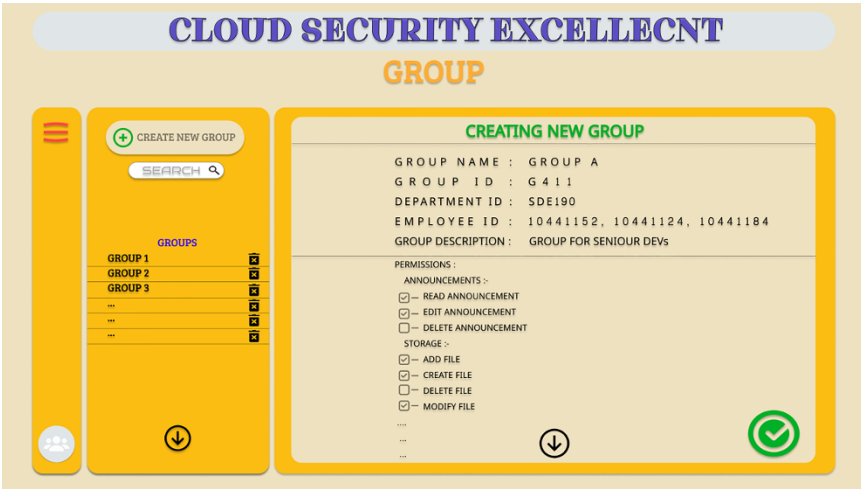 CLOUD SECURITY EXCELLECNT
GROUP
CREATE NEW GROUP
SEARCH
GROUPS
GROUP 1
GROUP 2
GROUP 3
...
...
...
CREATING NEW GROUP
GROUP NAME : GROUP A
GROUP ID : G411
DEPARTMENT ID : SDE190
EMPLOYEE ID : 10441152, 10441124, 10441184
GROUP DESCRIPTION : GROUP FOR SENIOUR DEVs
PERMISSIONS :
ANNOUNCEMENTS :-
– READ ANNOUNCEMENT
– EDIT ANNOUNCEMENT
– DELETE ANNOUNCEMENT
STORAGE :-
– ADD FILE
– CREATE FILE
– DELETE FILE
– MODIFY FILE
....
...
...